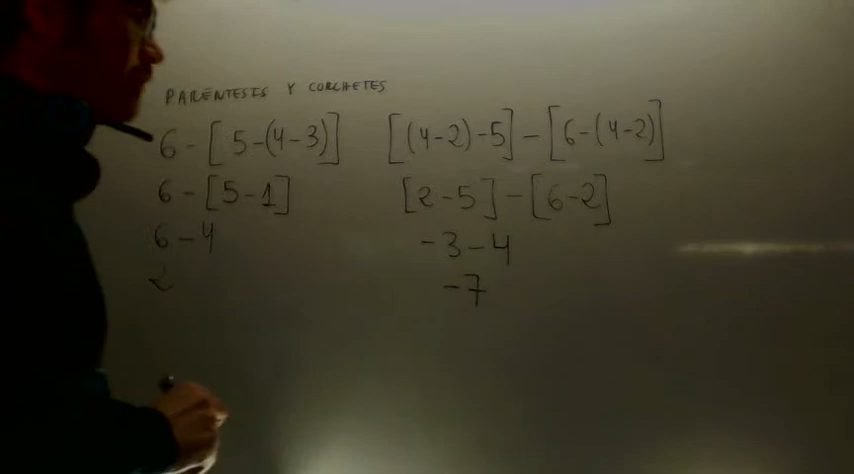 PARÉNTESIS Y CORCHETES
6 - [5-(4-3)]
6 - [5-1]
6 - 4
2
[(4-2)-5] - [6-(4-2)]
[2-5] - [6-2]
-3-4
-7